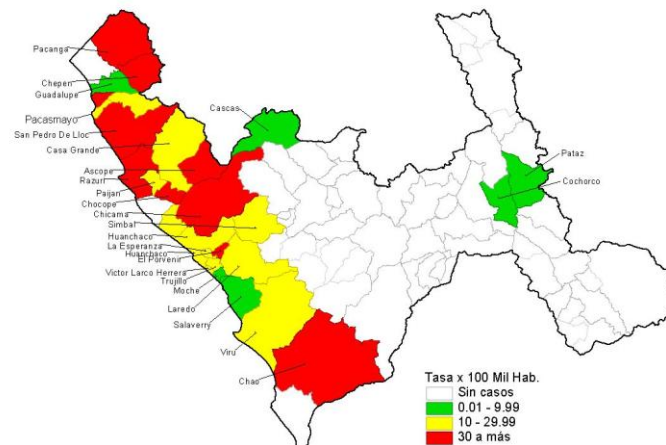 Pacanga
Chepen
Guadalupe
Pacasmayo
San Pedro De Lloc
Casa Grande
Ascope
Razuri
Paijan
Chocope
Chicama
Simbal
Huanchaco
La Esperanza
Huanchaco
El Porvenir
Victor Larco Herrera
Trujillo
Moche
Laredo
Salaverry
Viru
Chao
Cascas
Pataz
Cochorco
Tasa x 100 Mil Hab.
Sin casos
0.01 - 9.99
10 - 29.99
30 a más